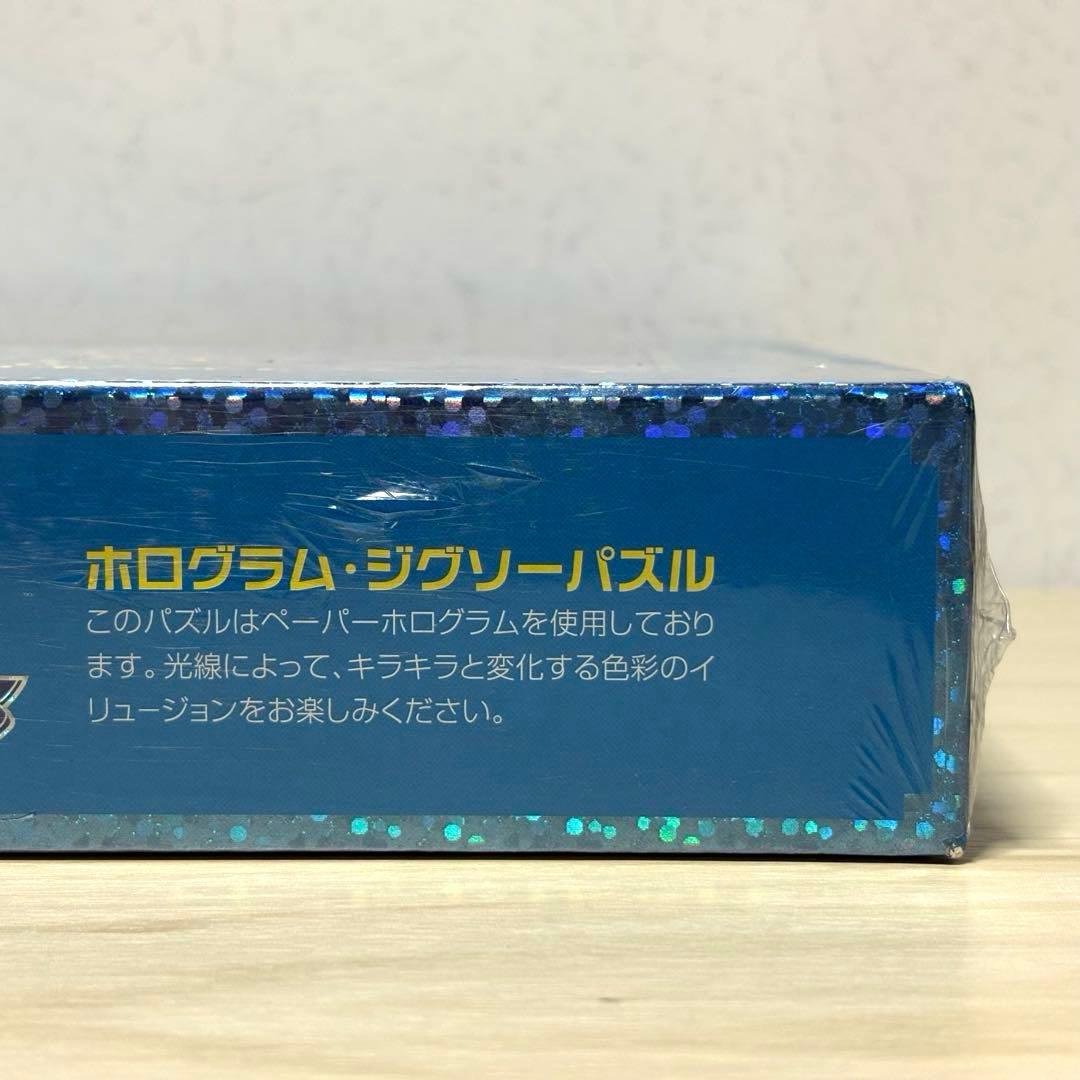 ホログラム・ジグソーパズル
このパズルはペーパーホログラムを使用しており
ます。光線によって、キラキラと変化する色彩のイ
リュージョンをお楽しみください。